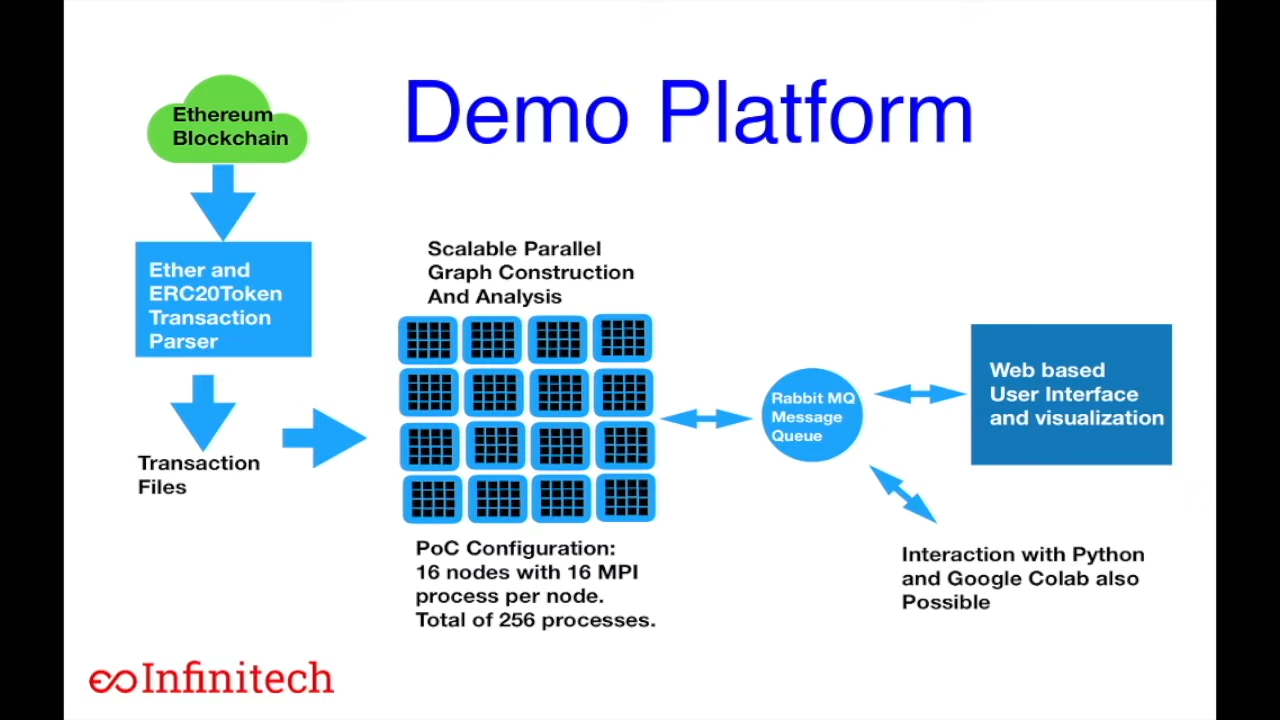 Demo Platform
Ethereum
Blockchain
Ether and
ERC20Token
Transaction
Parser
Transaction
Files
Scalable Parallel
Graph Construction
And Analysis
PoC Configuration:
16 nodes with 16 MPI
process per node.
Total of 256 processes.
Rabbit MQ
Message
Queue
Web based
User Interface
and visualization
Interaction with Python
and Google Colab also
Possible
Infinitech